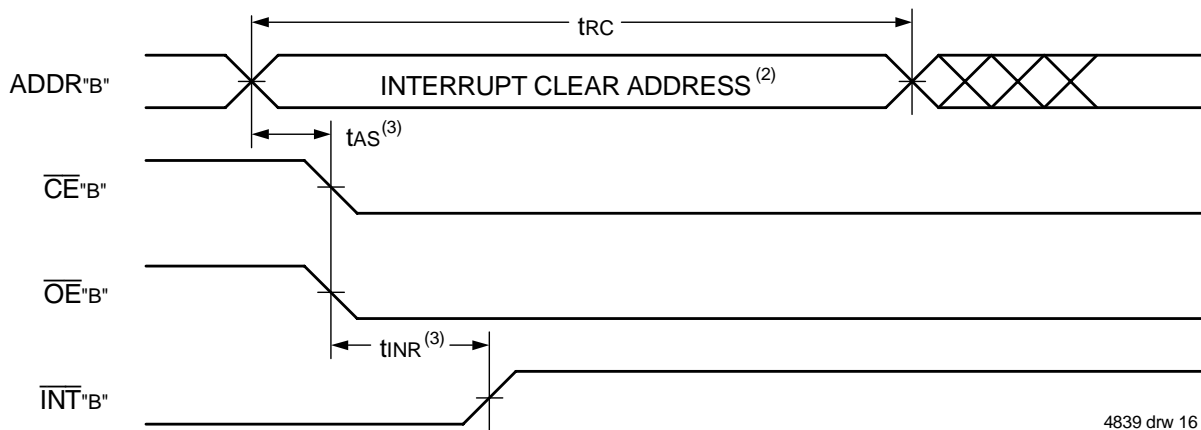 tRC
ADDR"B"
INTERRUPT CLEAR ADDRESS(2)
tAS(3)
CE"B"
OE"B"
tINR(3)
INT"B"
4839 drw 16